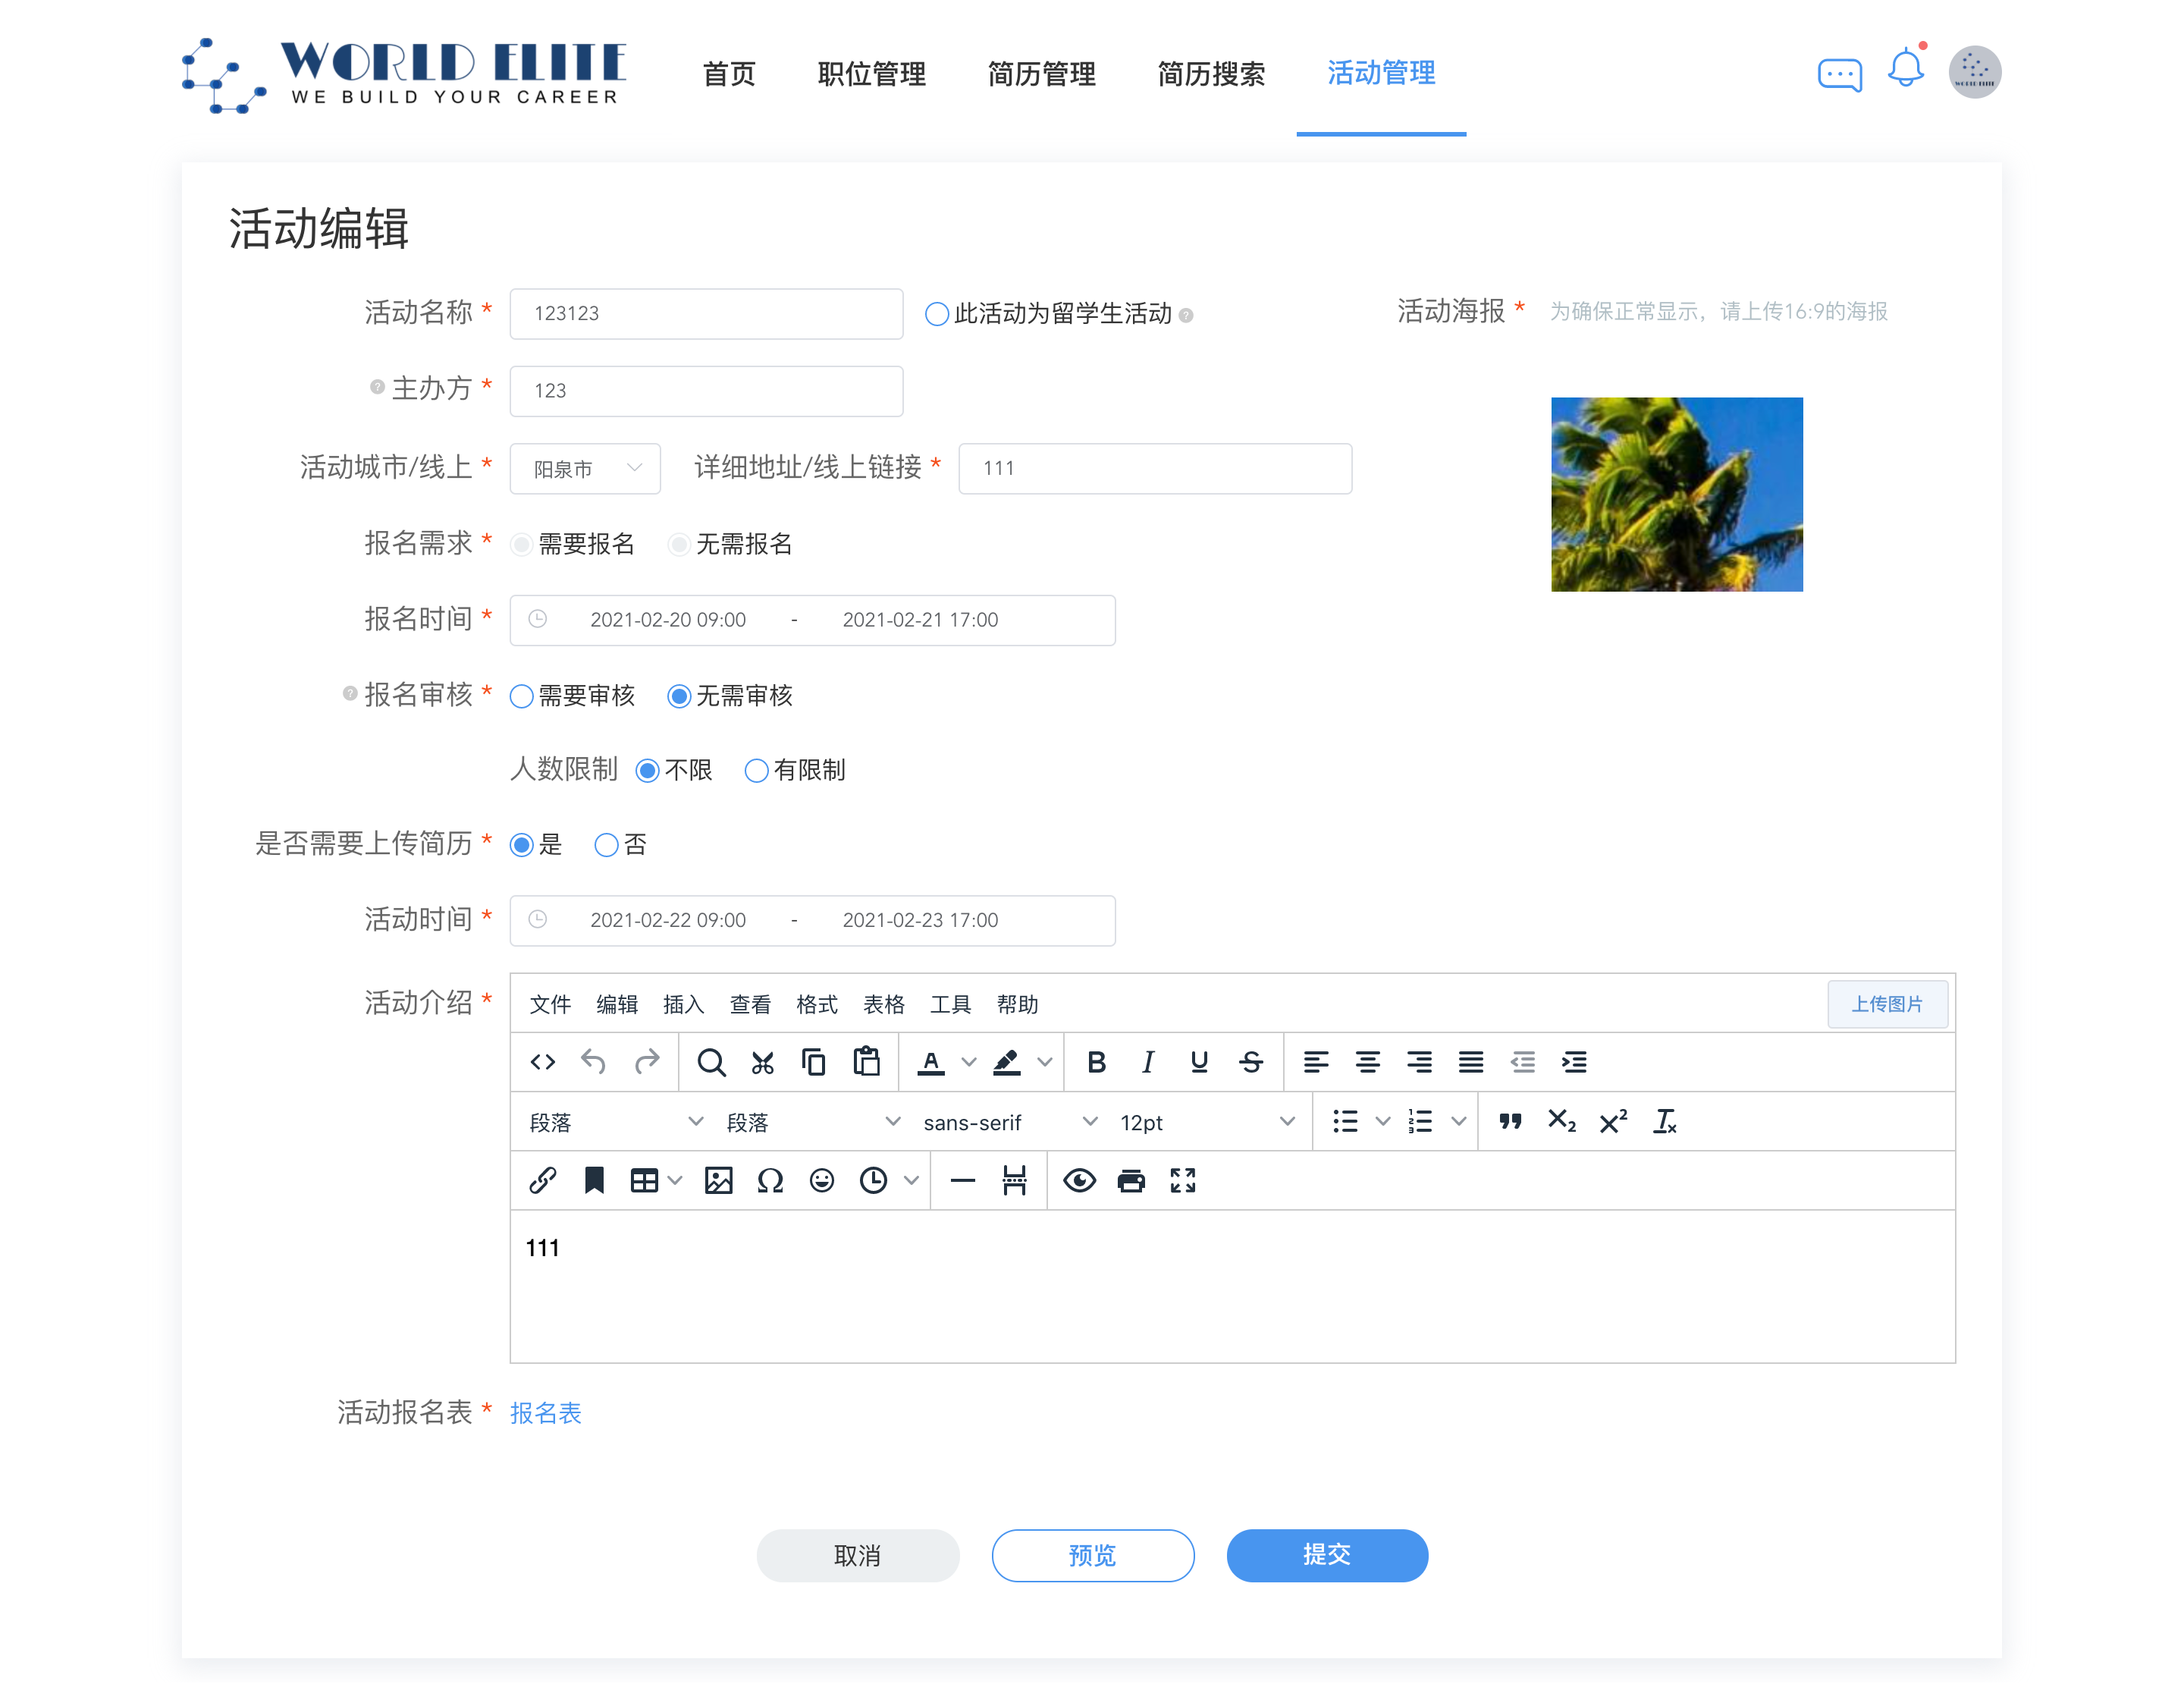 WORLD ELITE
WE BUILD YOUR CAREER
首页 职位管理 简历管理 简历搜索 活动管理
活动编辑
活动名称 * 123123 此活动为留学生活动 ?
活动海报 * 为确保正常显示，请上传16:9的海报
? 主办方 * 123
活动城市/线上 * 阳泉市 详细地址/线上链接 * 111
报名需求 * 需要报名 无需报名
报名时间 * 2021-02-20 09:00 - 2021-02-21 17:00
? 报名审核 * 需要审核 无需审核
人数限制 不限 有限制
是否需要上传简历 * 是 否
活动时间 * 2021-02-22 09:00 - 2021-02-23 17:00
活动介绍 * 文件 编辑 插入 查看 格式 表格 工具 帮助 上传图片
段落 段落 sans-serif 12pt
111
活动报名表 * 报名表
取消 预览 提交